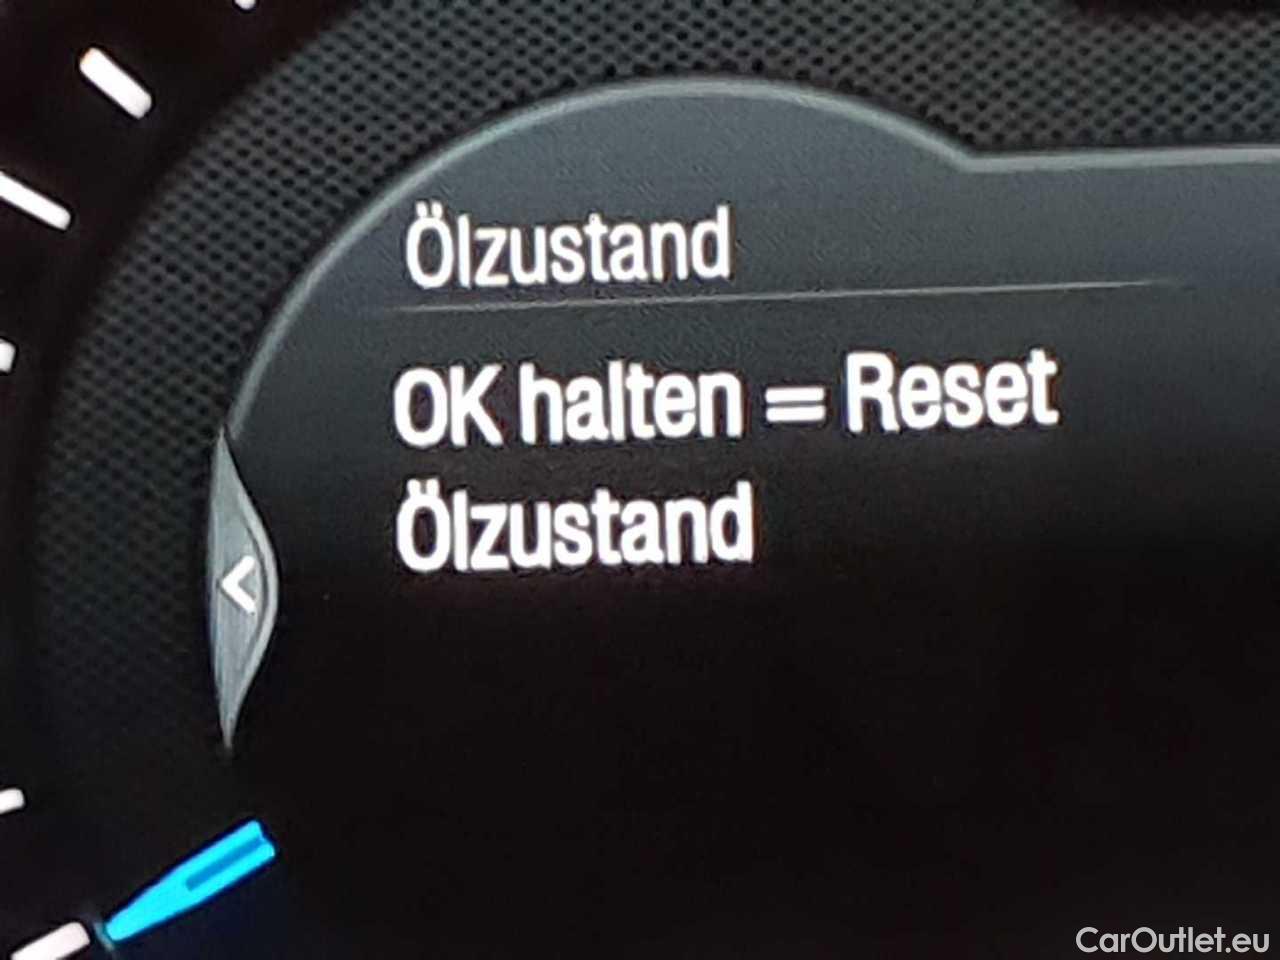 Ölzustand
OK halten = Reset
Ölzustand
CarOutlet.eu